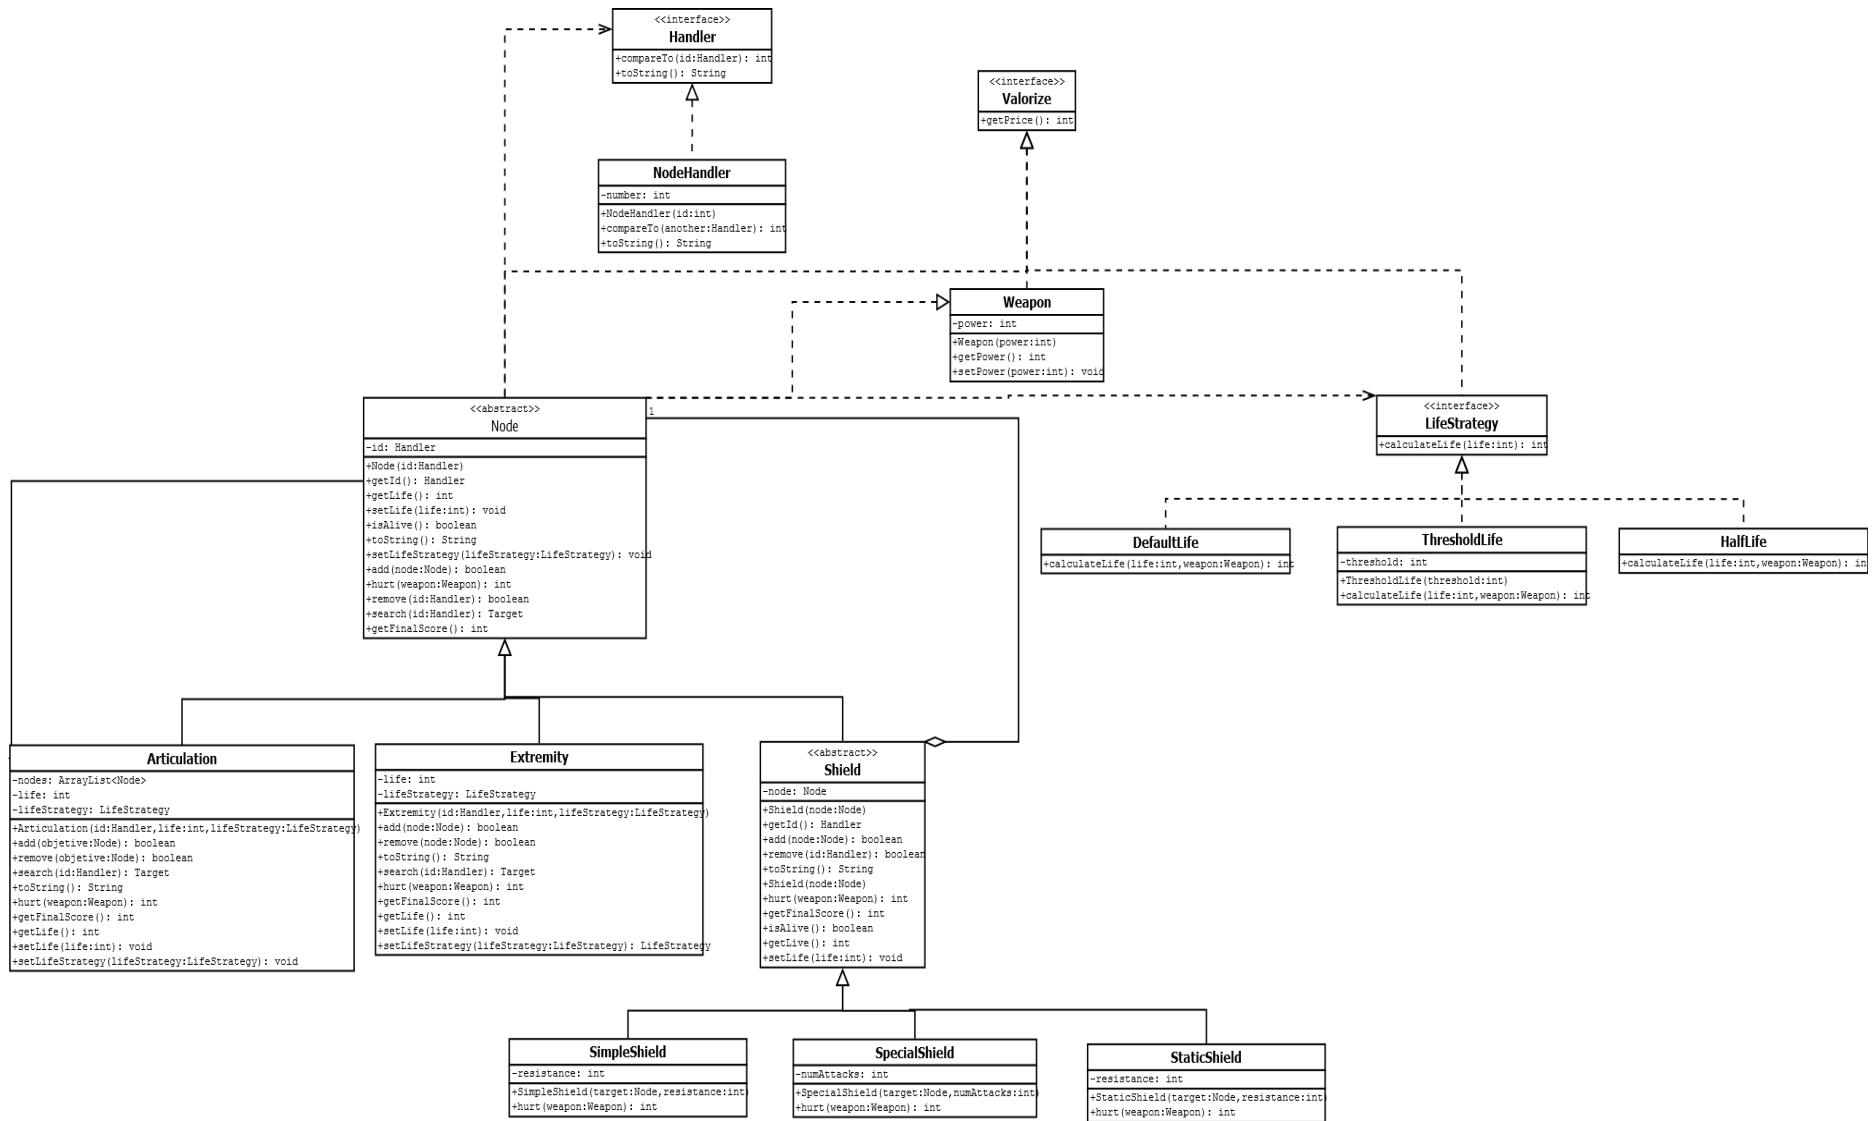 <<interface>>
Handler
+compareTo(id:Handler): int
+toString(): String
<<interface>>
Valorize
+getPrice(): int
NodeHandler
-number: int
+NodeHandler(id:int)
+compareTo(another:Handler): int
+toString(): String
Weapon
-power: int
+Weapon(power:int)
+getPower(): int
+setPower(power:int): void
<<abstract>>
Node
-id: Handler
+Node(id:Handler)
+getId(): Handler
+getLife(): int
+setLife(life:int): void
+isAlive(): boolean
+toString(): String
+setLifeStrategy(lifeStrategy:LifeStrategy): void
+add(node:Node): boolean
+hurt(weapon:Weapon): int
+remove(id:Handler): boolean
+search(id:Handler): Target
+getFinalScore(): int
1
<<interface>>
LifeStrategy
+calculateLife(life:int): int
DefaultLife
+calculateLife(life:int,weapon:Weapon): int
ThresholdLife
-threshold: int
+ThresholdLife(threshold:int)
+calculateLife(life:int,weapon:Weapon): int
HalfLife
+calculateLife(life:int,weapon:Weapon): in
Articulation
-nodes: ArrayList<Node>
-life: int
-lifeStrategy: LifeStrategy
+Articulation(id:Handler,life:int,lifeStrategy:LifeStrategy)
+add(objetive:Node): boolean
+remove(objetive:Node): boolean
+search(id:Handler): Target
+toString(): String
+hurt(weapon:Weapon): int
+getFinalScore(): int
+getLife(): int
+setLife(life:int): void
+setLifeStrategy(lifeStrategy:LifeStrategy): void
Extremity
-life: int
-lifeStrategy: LifeStrategy
+Extremity(id:Handler,life:int,lifeStrategy:LifeStrategy)
+add(node:Node): boolean
+remove(node:Node): boolean
+toString(): String
+search(id:Handler): Target
+hurt(weapon:Weapon): int
+getFinalScore(): int
+getLife(): int
+setLife(life:int): void
+setLifeStrategy(lifeStrategy:LifeStrategy): LifeStrategy
<<abstract>>
Shield
-node: Node
+Shield(node:Node)
+getId(): Handler
+add(node:Node): boolean
+remove(id:Handler): boolean
+toString(): String
+Shield(node:Node)
+hurt(weapon:Weapon): int
+getFinalScore(): int
+isAlive(): boolean
+getLive(): int
+setLife(life:int): void
SimpleShield
-resistance: int
+SimpleShield(target:Node,resistance:int)
+hurt(weapon:Weapon): int
SpecialShield
-numAttacks: int
+SpecialShield(target:Node,numAttacks:int)
+hurt(weapon:Weapon): int
StaticShield
-resistance: int
+StaticShield(target:Node,resistance:int)
+hurt(weapon:Weapon): int